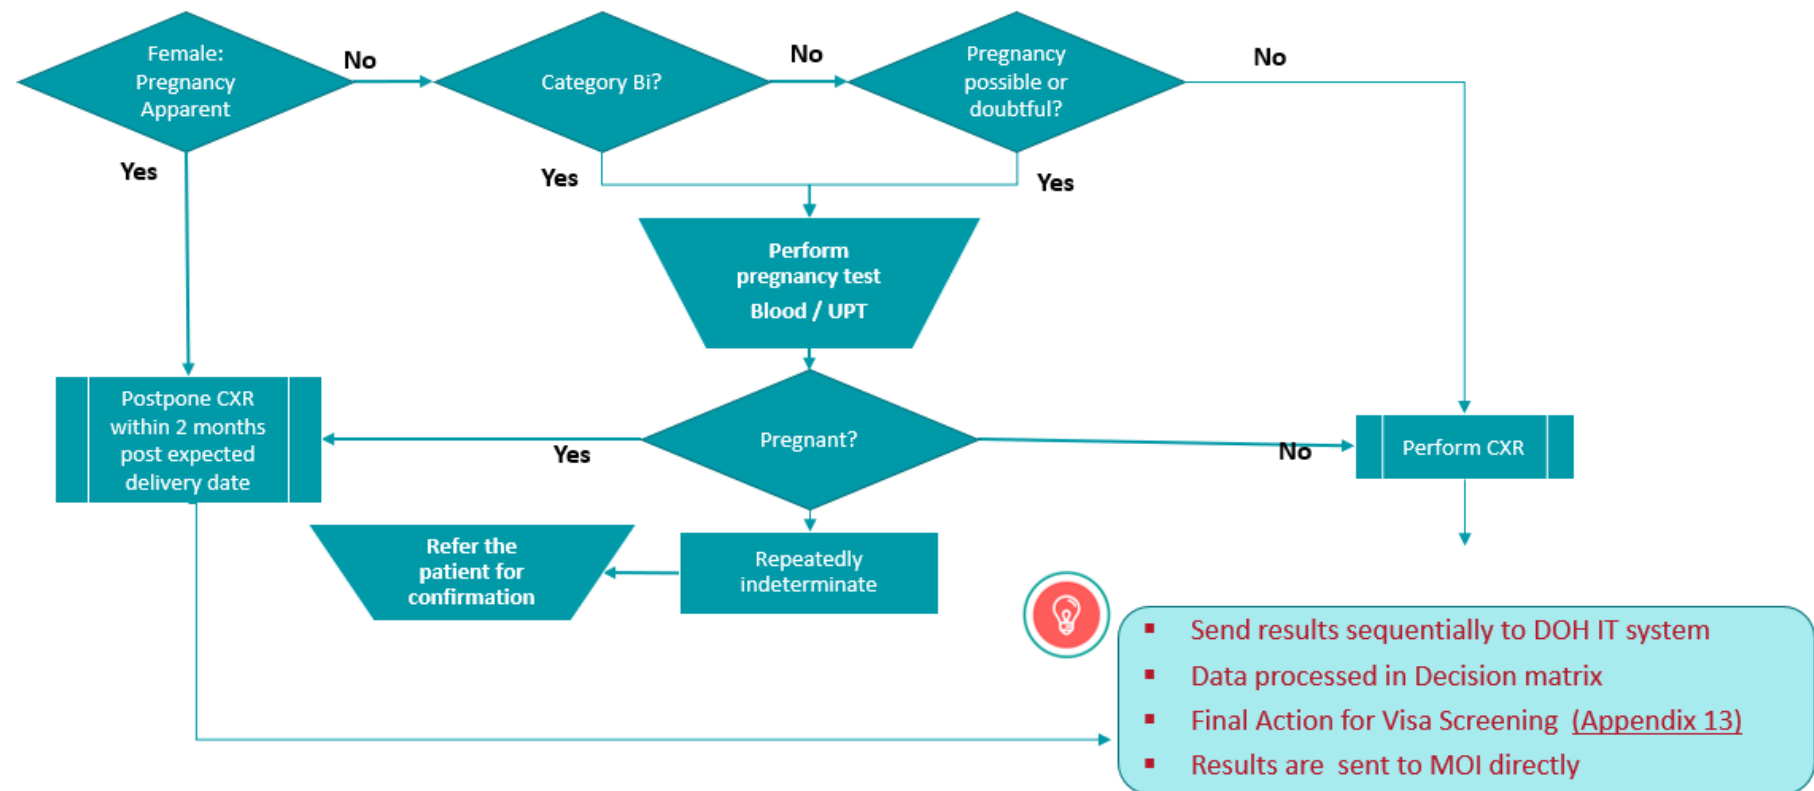 Female:
Pregnancy
Apparent
No
Category Bi?
No
Pregnancy
possible or
doubtful?
No
Yes
Yes
Yes
Perform
pregnancy test
Blood / UPT
Postpone CXR
within 2 months
post expected
delivery date
Yes
Pregnant?
No
Perform CXR
Refer the
patient for
confirmation
Repeatedly
indeterminate
▪ Send results sequentially to DOH IT system
▪ Data processed in Decision matrix
▪ Final Action for Visa Screening (Appendix 13)
▪ Results are sent to MOI directly